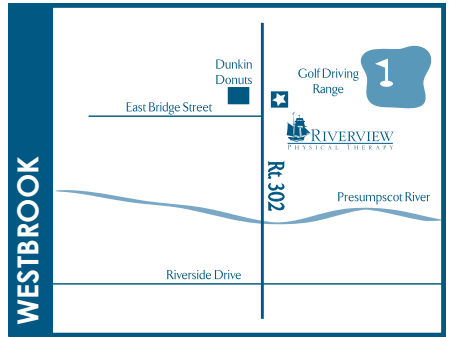 WESTBROOK
Dunkin
Donuts
Golf Driving
Range
1
East Bridge Street
RIVERVIEW
PHYSICAL THERAPY
Rt. 302
Presumpscot River
Riverside Drive